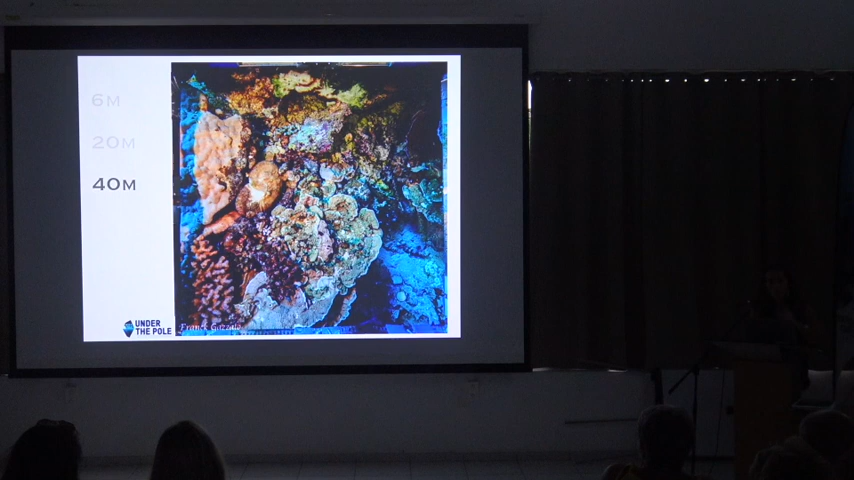 6M
20M
40M
UNDER
THE POLE
Franck Gazzola